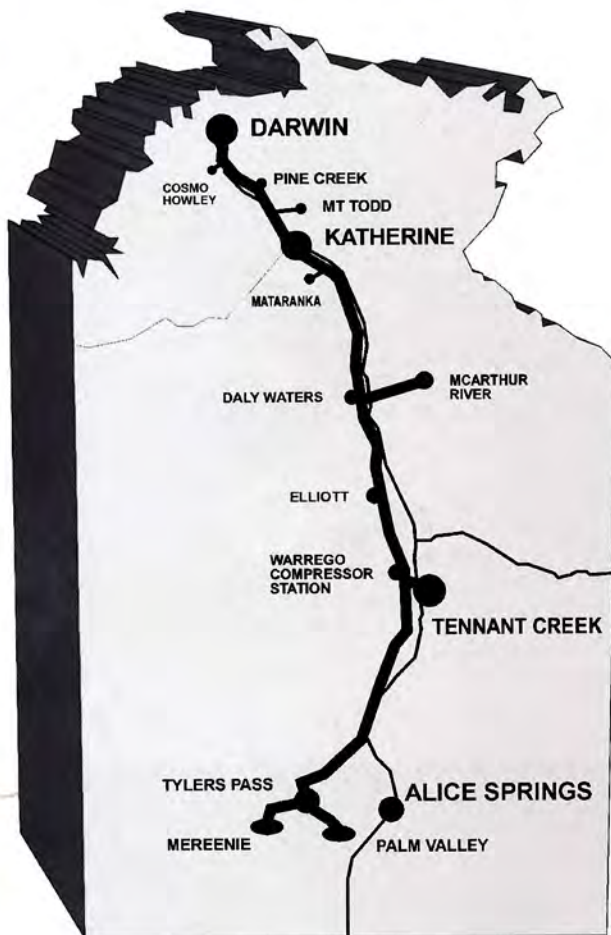 DARWIN
COSMO
HOWLEY
PINE CREEK
MT TODD
KATHERINE
MATARANKA
DALY WATERS
MCARTHUR
RIVER
ELLIOTT
WARREGO
COMPRESSOR
STATION
TENNANT CREEK
TYLERS PASS
ALICE SPRINGS
MEREENIE
PALM VALLEY